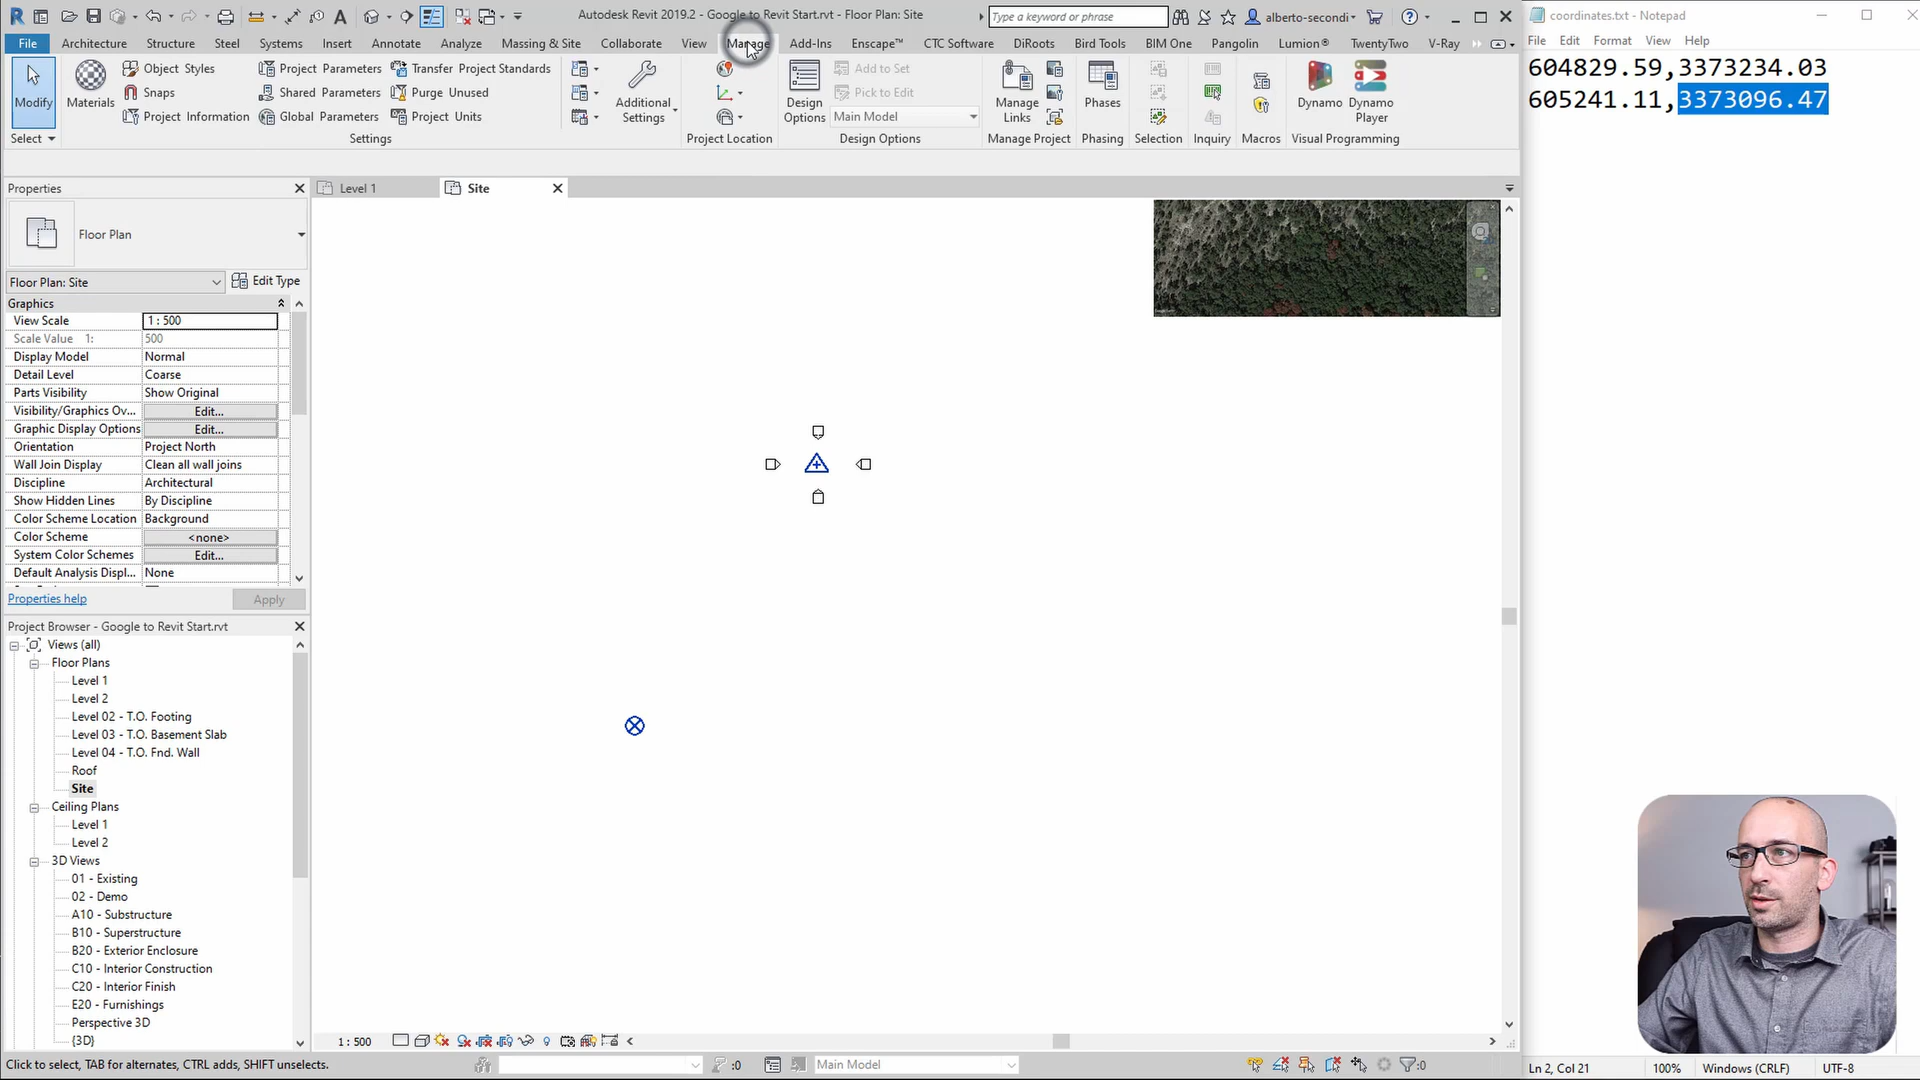 Autodesk Revit 2019.2 - Google to Revit Start.rvt - Floor Plan: Site
Type a keyword or phrase
alberto-secondi
File Architecture Structure Steel Systems Insert Annotate Analyze Massing & Site Collaborate View Manage Add-Ins Enscape™ CTC Software DiRoots Bird Tools BIM One Pangolin Lumion® TwentyTwo V-Ray
Modify
Select
Materials
Object Styles
Snaps
Project Information
Project Parameters
Shared Parameters
Global Parameters
Transfer Project Standards
Purge Unused
Project Units
Settings
Additional Settings
Project Location
Design Options
Add to Set
Pick to Edit
Main Model
Design Options
Manage Links
Manage Project
Phases
Phasing
Selection
Inquiry
Macros
Dynamo
Dynamo Player
Visual Programming
Properties
Floor Plan
Floor Plan: Site
Edit Type
Graphics
View Scale 1 : 500
Scale Value 1: 500
Display Model Normal
Detail Level Coarse
Parts Visibility Show Original
Visibility/Graphics Ov... Edit...
Graphic Display Options Edit...
Orientation Project North
Wall Join Display Clean all wall joins
Discipline Architectural
Show Hidden Lines By Discipline
Color Scheme Location Background
Color Scheme <none>
System Color Schemes Edit...
Default Analysis Displ... None
Properties help
Apply
Project Browser - Google to Revit Start.rvt
Views (all)
Floor Plans
Level 1
Level 2
Level 02 - T.O. Footing
Level 03 - T.O. Basement Slab
Level 04 - T.O. Fnd. Wall
Roof
Site
Ceiling Plans
Level 1
Level 2
3D Views
01 - Existing
02 - Demo
A10 - Substructure
B10 - Superstructure
B20 - Exterior Enclosure
C10 - Interior Construction
C20 - Interior Finish
E20 - Furnishings
Perspective 3D
{3D}
Level 1
Site
1 : 500
Click to select, TAB for alternates, CTRL adds, SHIFT unselects.
:0
Main Model
:0
coordinates.txt - Notepad
File Edit Format View Help
604829.59,3373234.03
605241.11,3373096.47
Ln 2, Col 21
100%
Windows (CRLF)
UTF-8